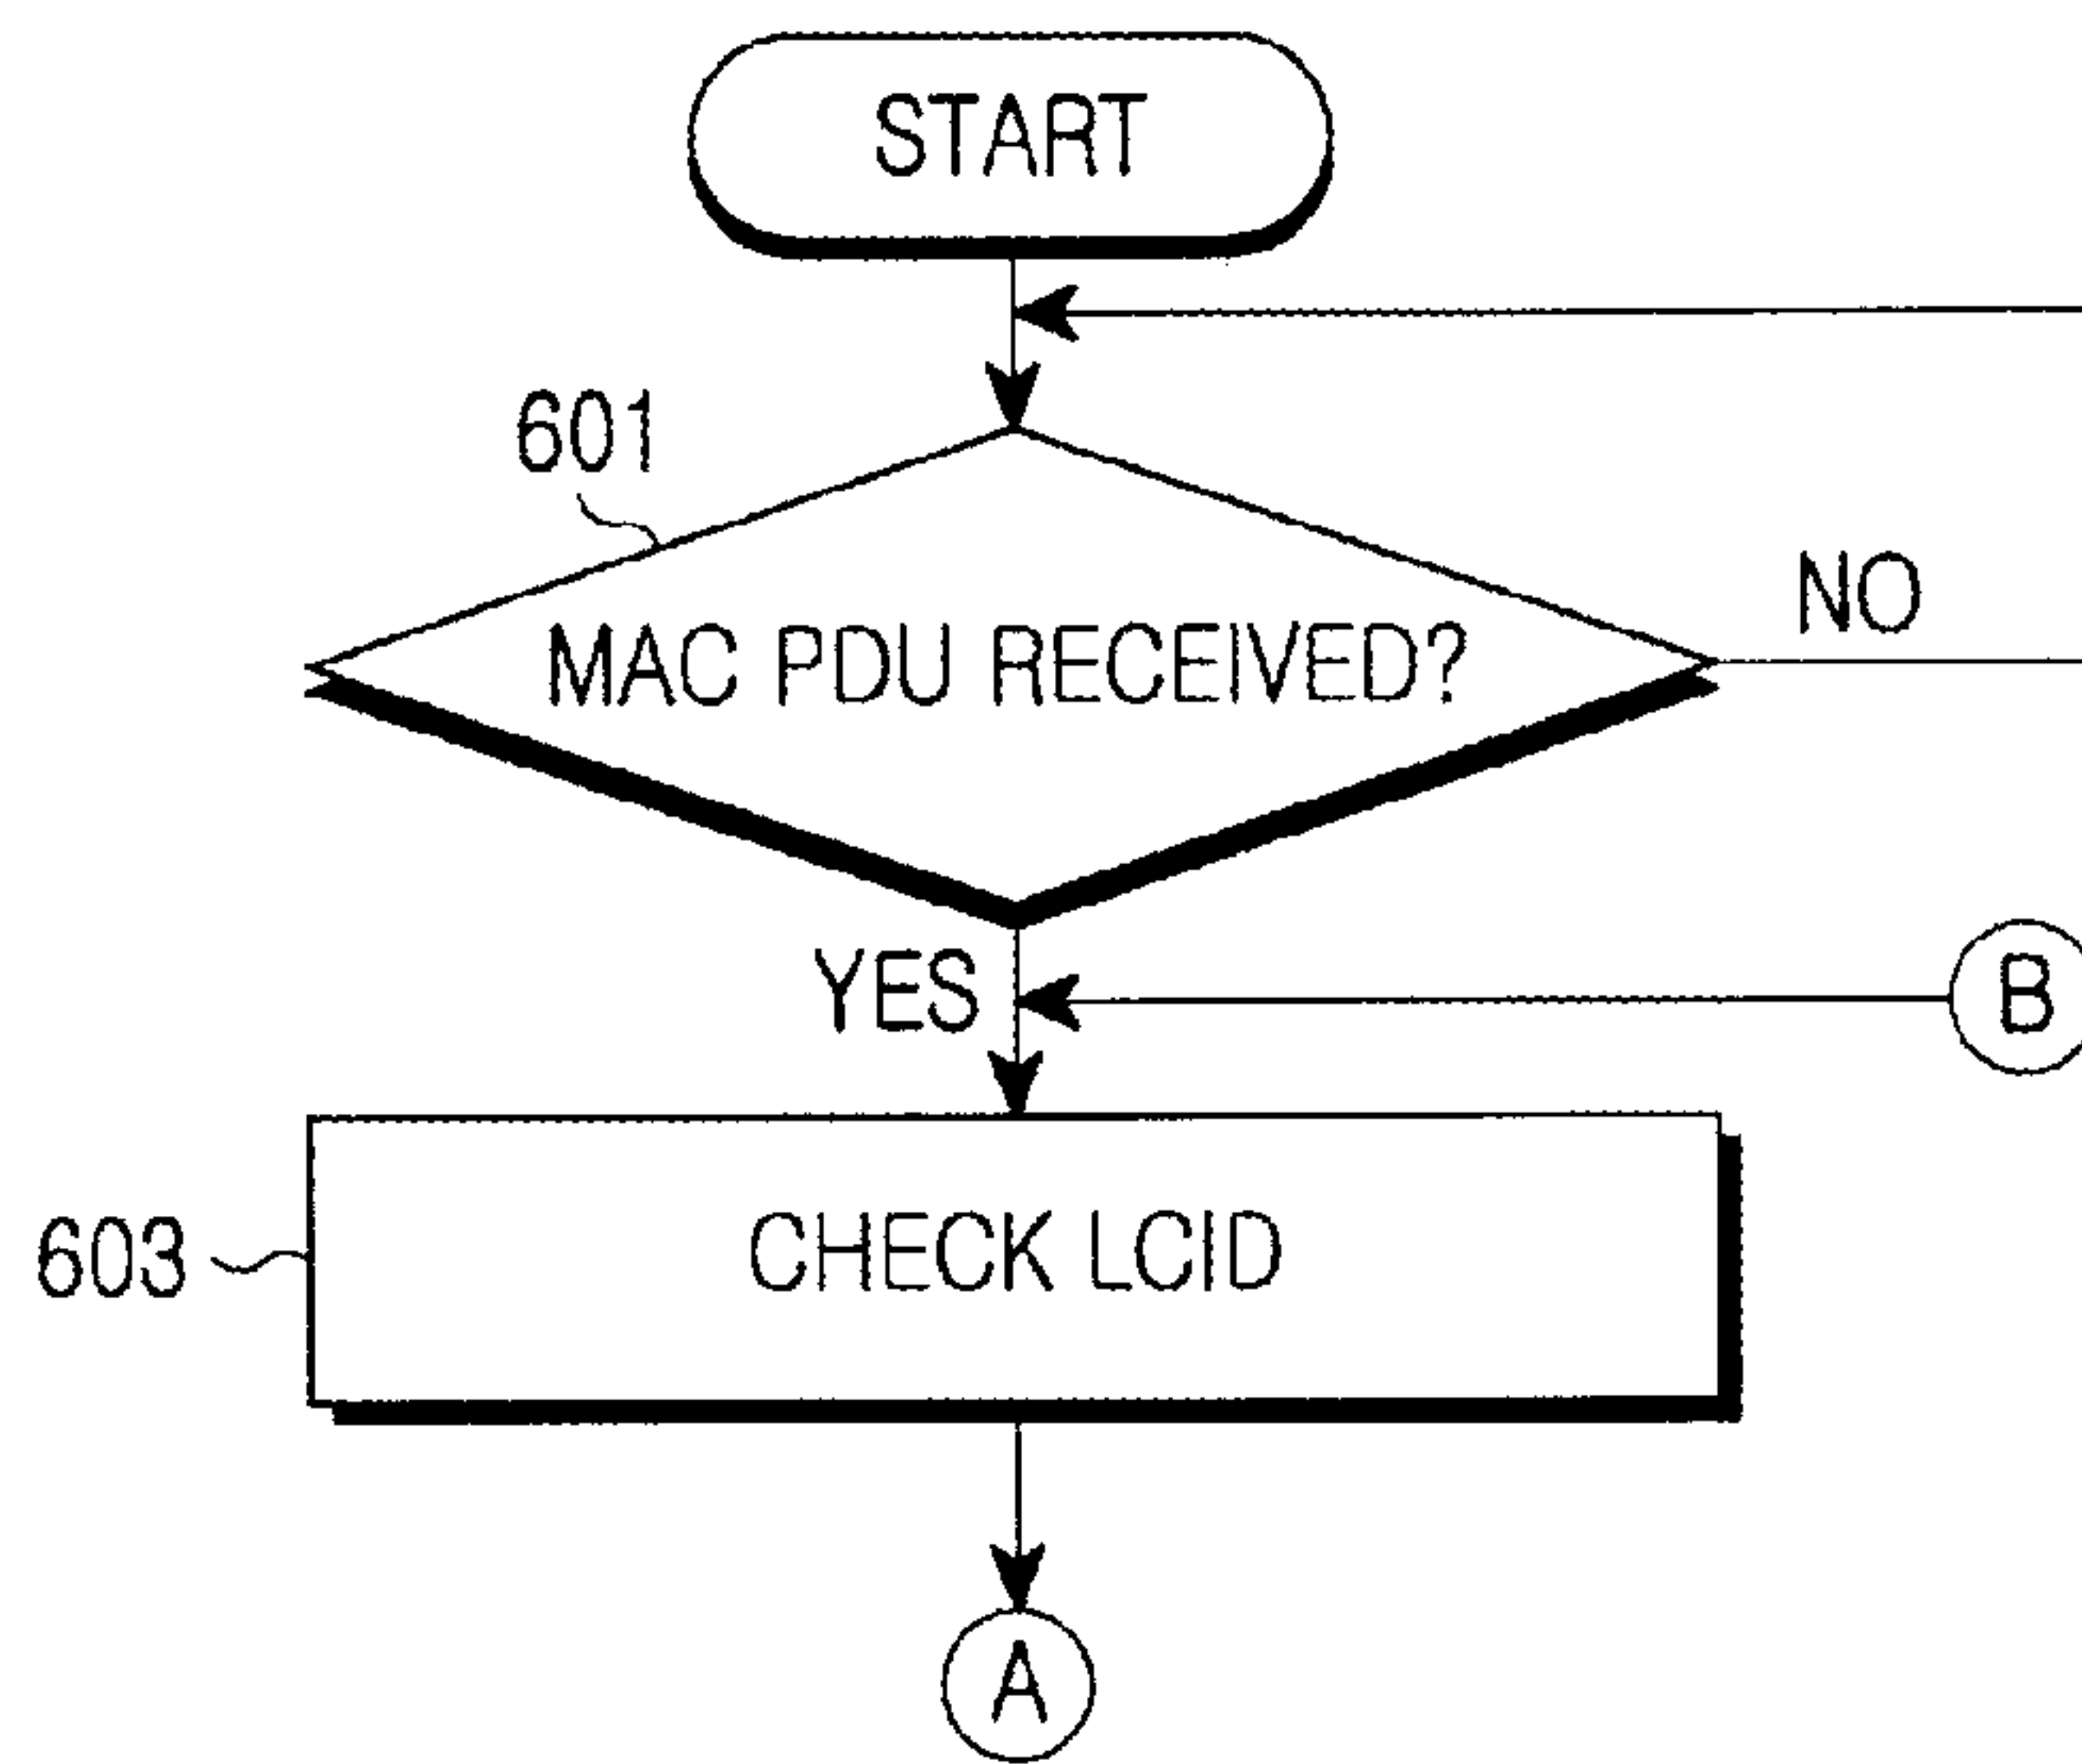 START
601
NO
MAC PDU RECEIVED?
YES
B
603
CHECK LCID
A